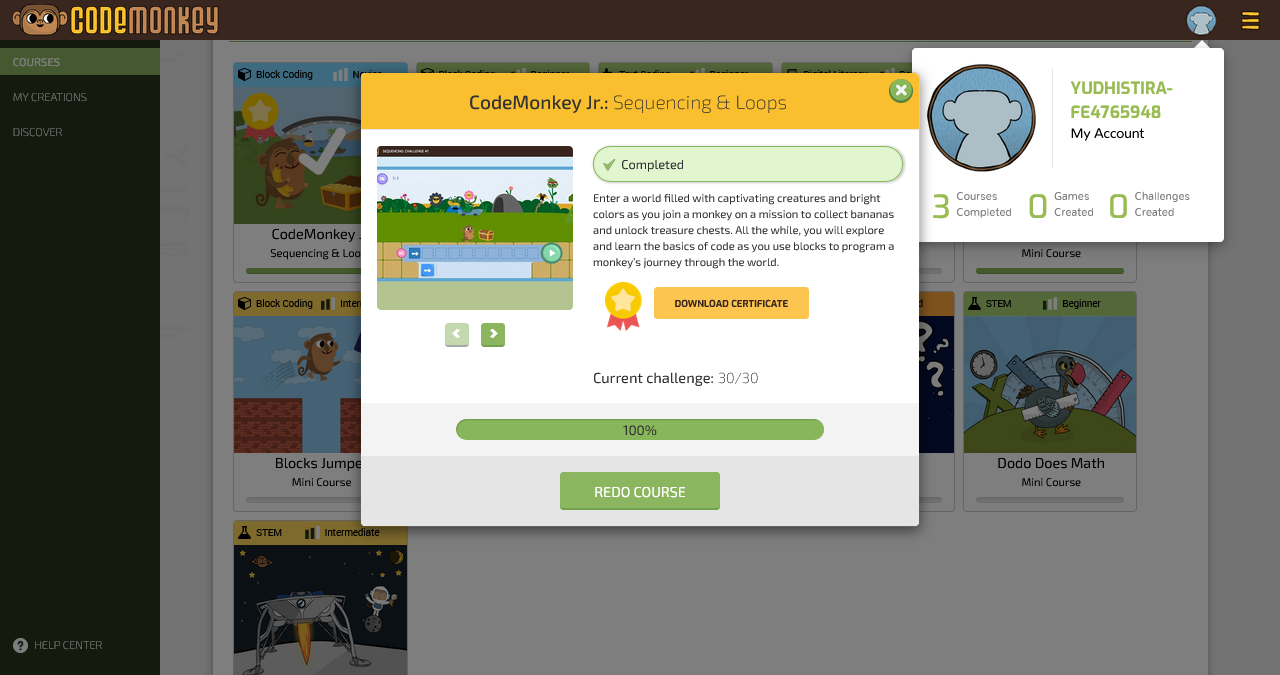 CODEMONKEY
COURSES
MY CREATIONS
DISCOVER
HELP CENTER
YUDHISTIRA-
FE4765948
My Account
3 Courses Completed
0 Games Created
0 Challenges Created
CodeMonkey Jr.: Sequencing & Loops
SEQUENCING: CHALLENGE #1
Completed
Enter a world filled with captivating creatures and bright
colors as you join a monkey on a mission to collect bananas
and unlock treasure chests. All the while, you will explore
and learn the basics of code as you use blocks to program a
monkey's journey through the world.
DOWNLOAD CERTIFICATE
Current challenge: 30/30
100%
REDO COURSE
Block Coding
CodeMonkey
Sequencing & Loo
Mini Course
Block Coding
Blocks Jumpe
Mini Course
STEM Beginner
Dodo Does Math
Mini Course
STEM Intermediate